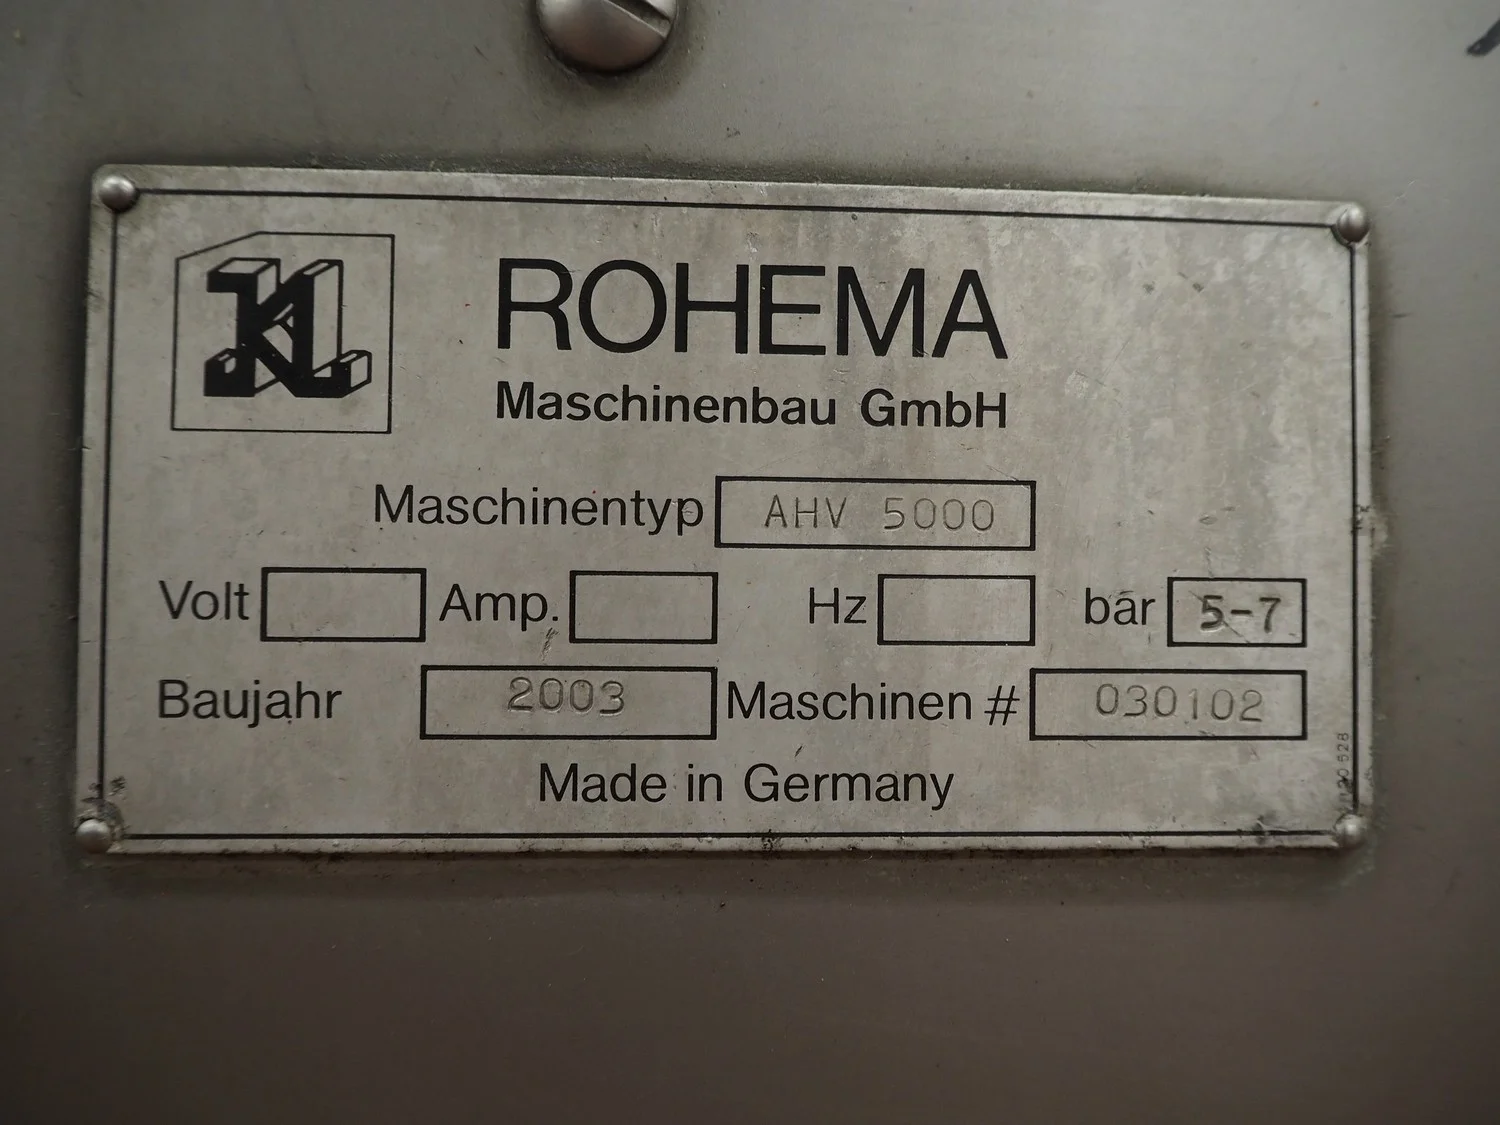 ROHEMA
Maschinenbau GmbH
Maschinentyp AHV 5000
Volt Amp. Hz bar 5-7
Baujahr 2003 Maschinen # 030102
Made in Germany